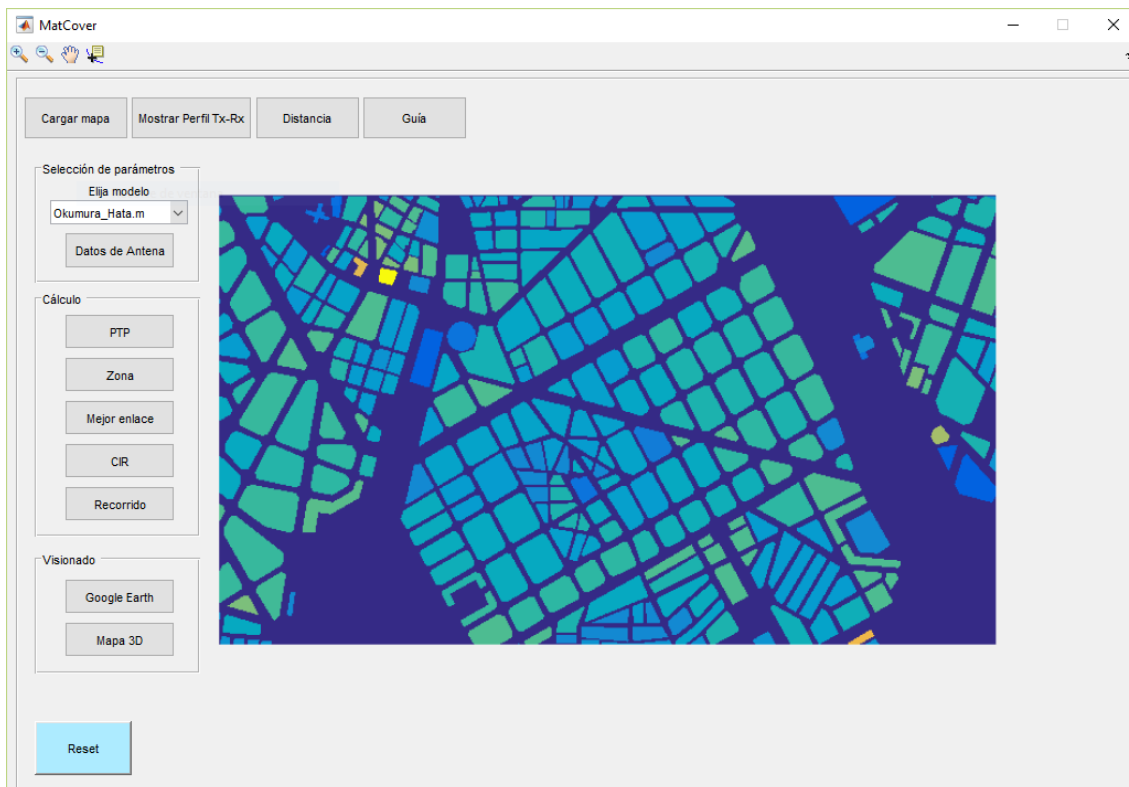 MatCover
Cargar mapa
Mostrar Perfil Tx-Rx
Distancia
Guía
Selección de parámetros
Elija modelo
Okumura_Hata.m
Datos de Antena
Cálculo
PTP
Zona
Mejor enlace
CIR
Recorrido
Visionado
Google Earth
Mapa 3D
Reset